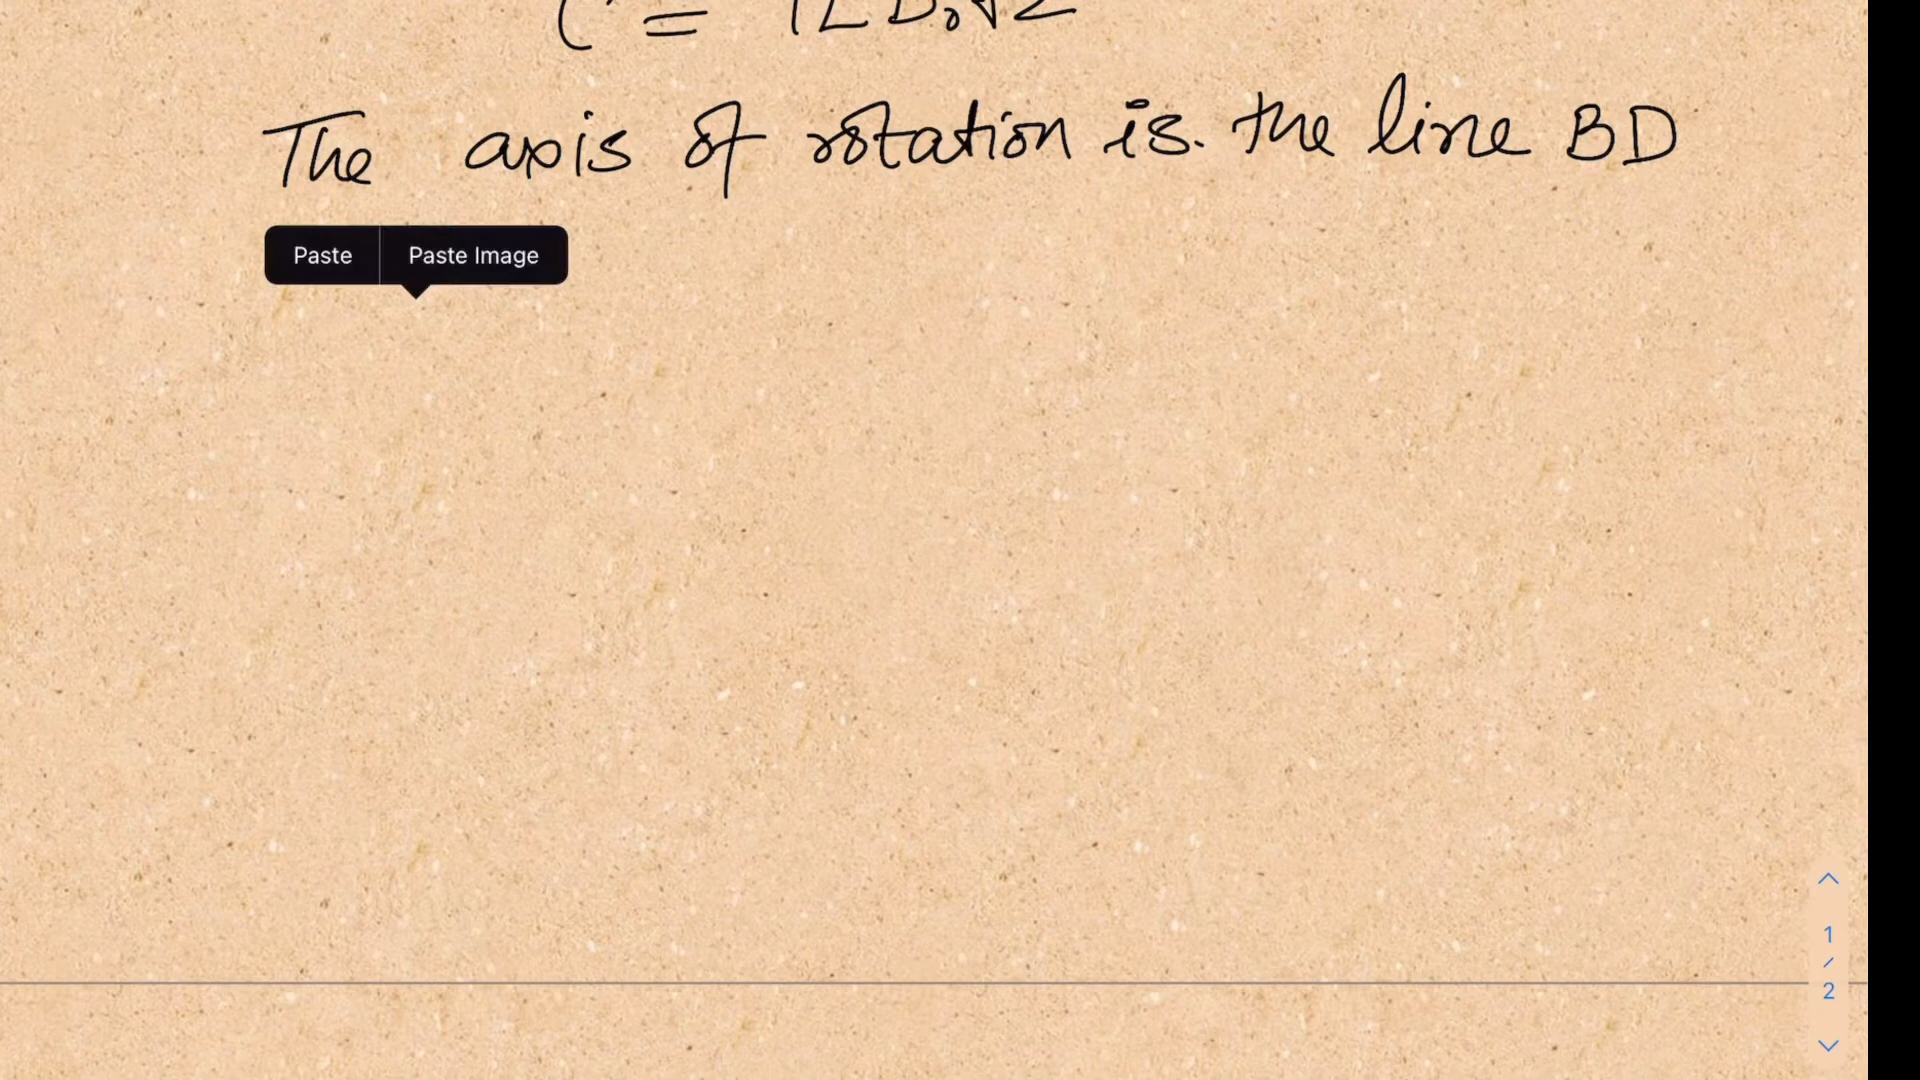 The axis of rotation is the line BD
Paste Paste Image
1
/
2